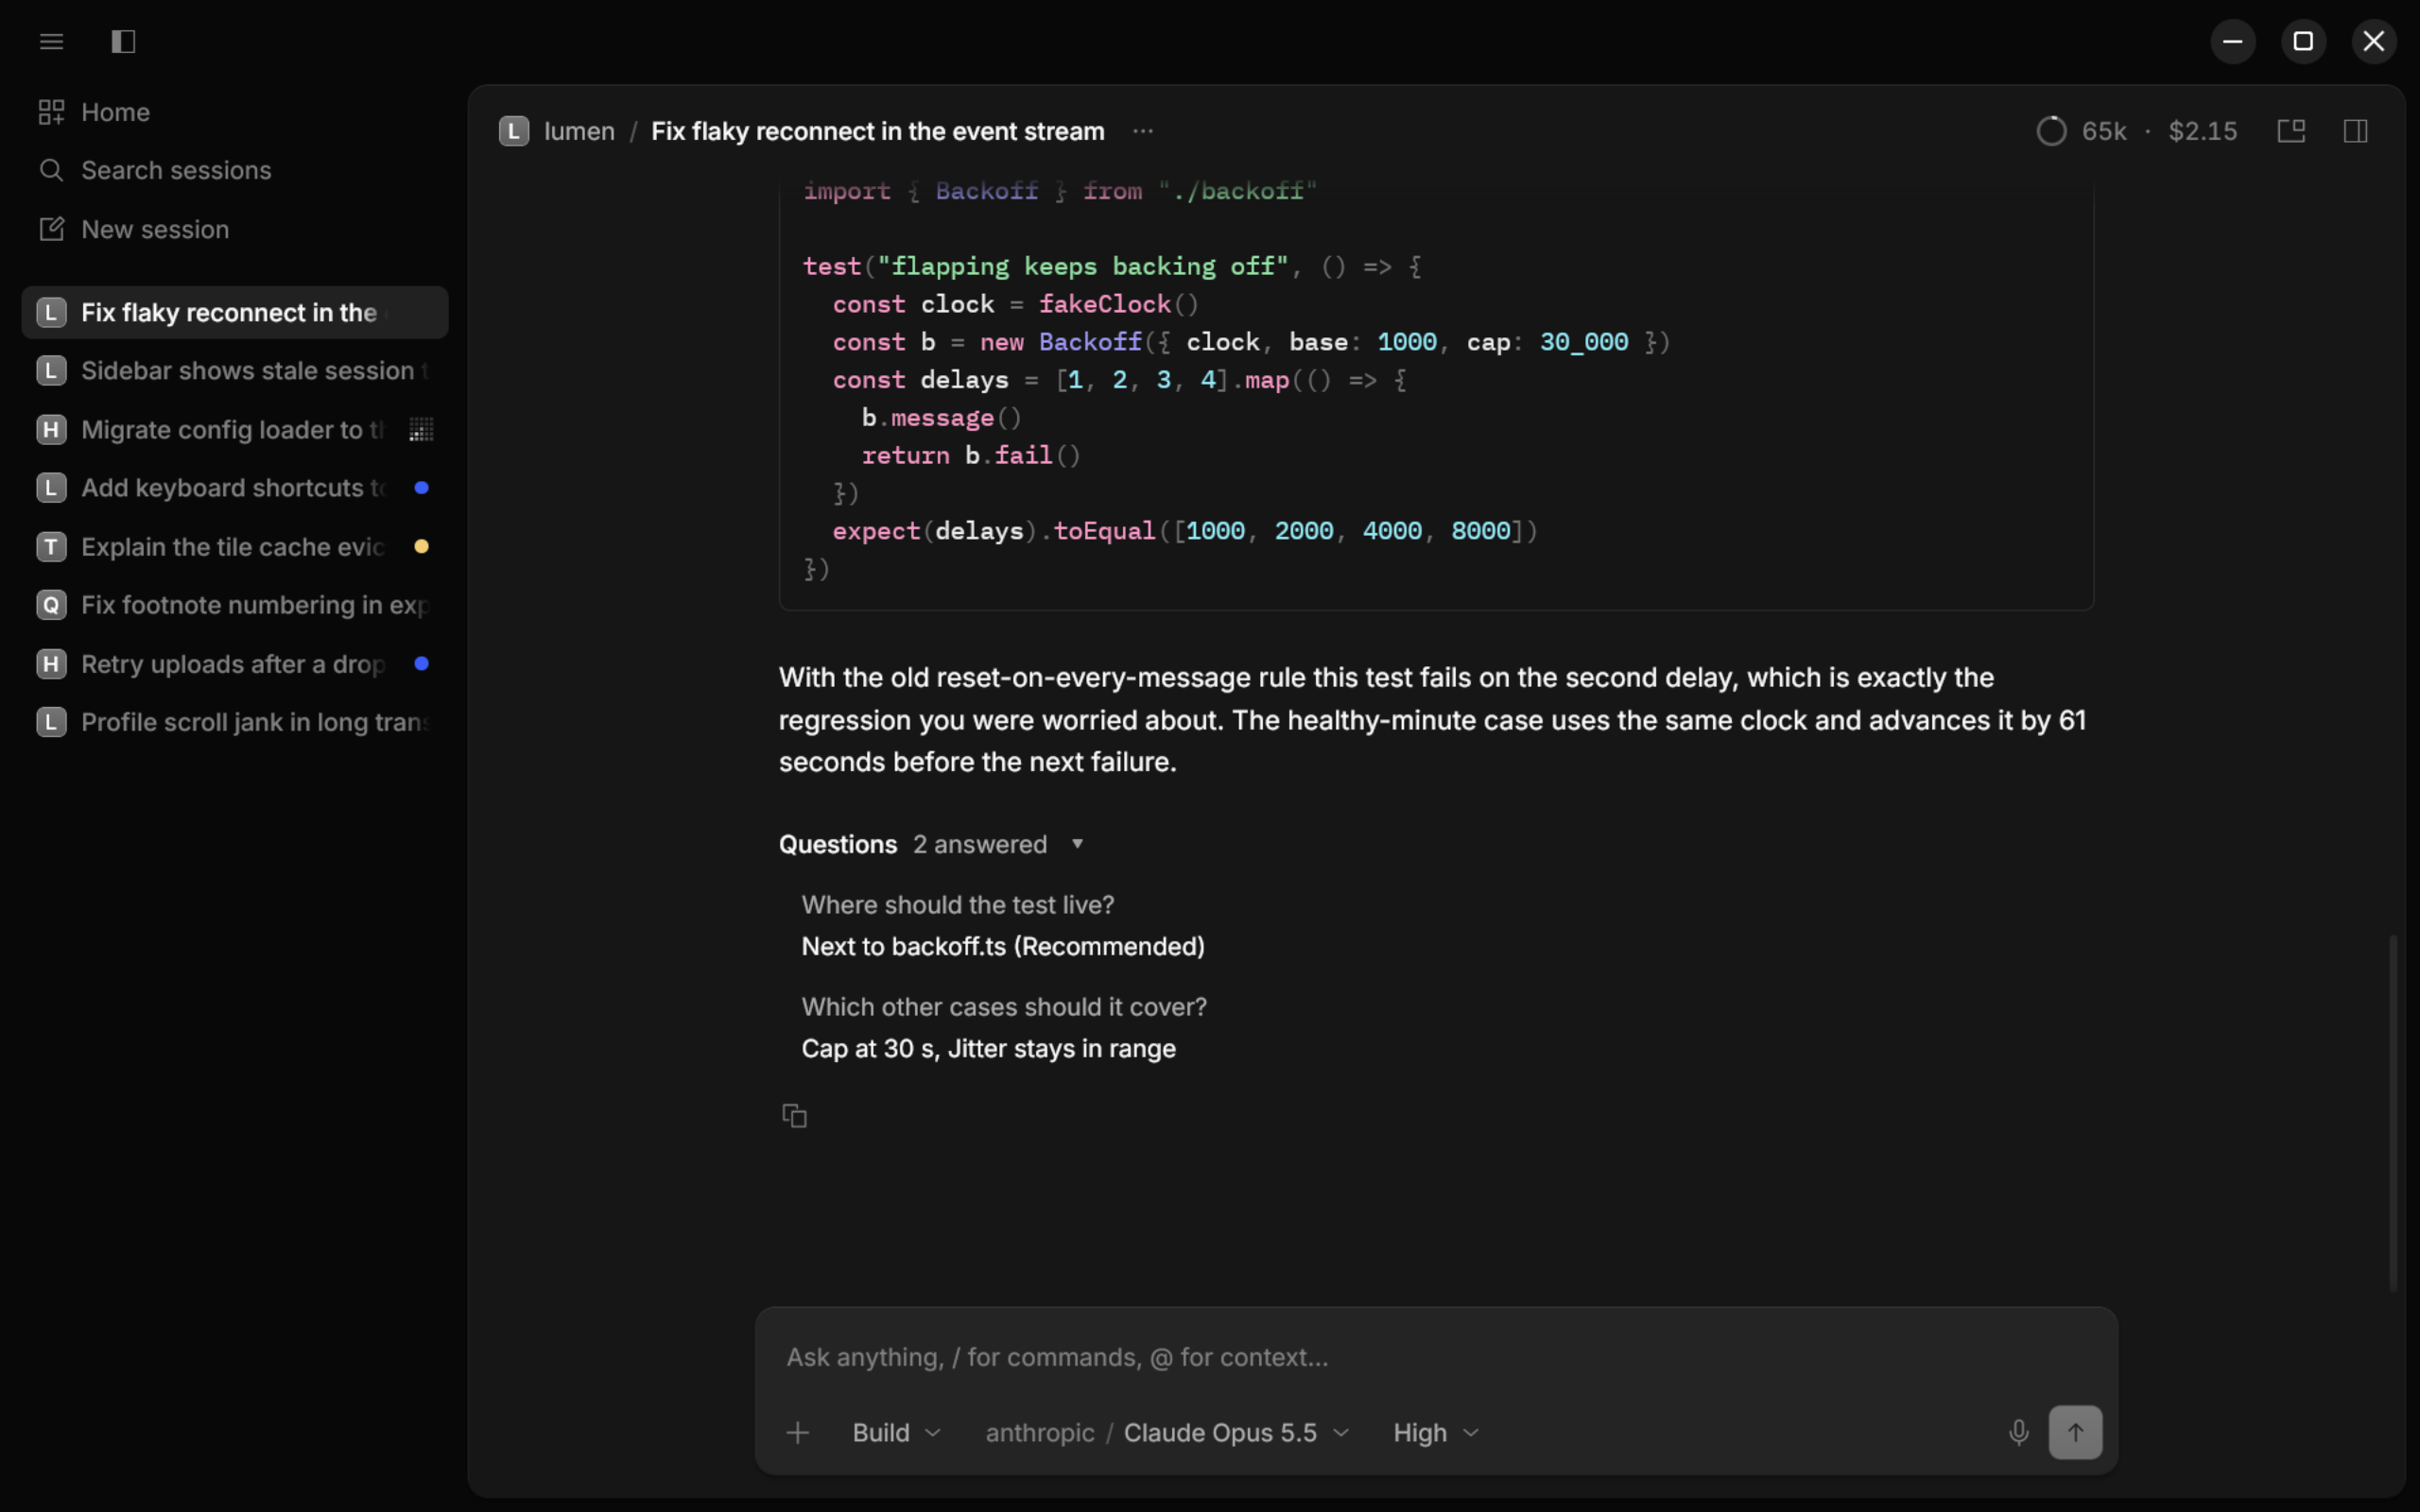 Home
Search sessions
New session
L Fix flaky reconnect in the
L Sidebar shows stale session
H Migrate config loader to
L Add keyboard shortcuts
T Explain the tile cache
Q Fix footnote numbering in
H Retry uploads after a drop
L Profile scroll jank in long
L lumen / Fix flaky reconnect in the event stream ...
65k · $2.15
import { Backoff } from "./backoff"
test("flapping keeps backing off", () => {
  const clock = fakeClock()
  const b = new Backoff({ clock, base: 1000, cap: 30_000 })
  const delays = [1, 2, 3, 4].map(() => {
    b.message()
    return b.fail()
  })
  expect(delays).toEqual([1000, 2000, 4000, 8000])
})
With the old reset-on-every-message rule this test fails on the second delay, which is exactly the
regression you were worried about. The healthy-minute case uses the same clock and advances it by 61
seconds before the next failure.
Questions 2 answered
Where should the test live?
Next to backoff.ts (Recommended)
Which other cases should it cover?
Cap at 30 s, Jitter stays in range
Ask anything, / for commands, @ for context...
Build anthropic / Claude Opus 5.5 High